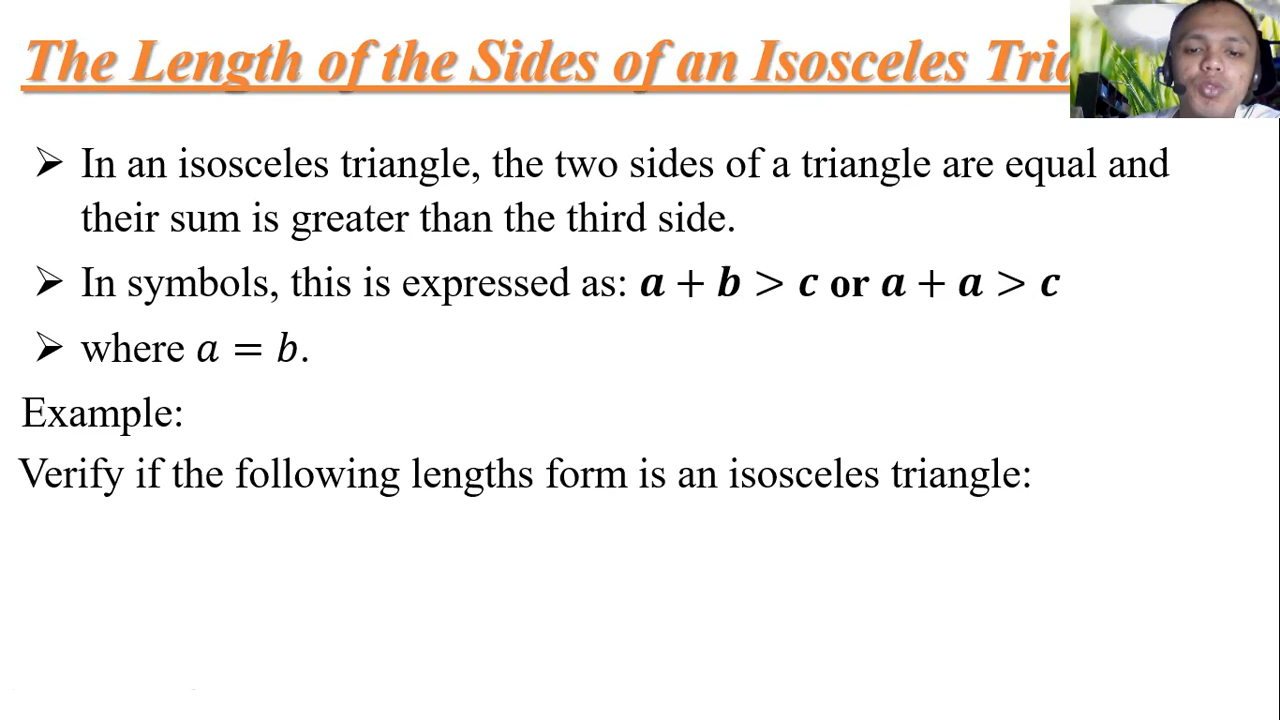 The Length of the Sides of an Isosceles
➢ In an isosceles triangle, the two sides of a triangle are equal and
their sum is greater than the third side.
➢ In symbols, this is expressed as: a + b > c or a + a > c
➢ where a = b.
Example:
Verify if the following lengths form is an isosceles triangle: